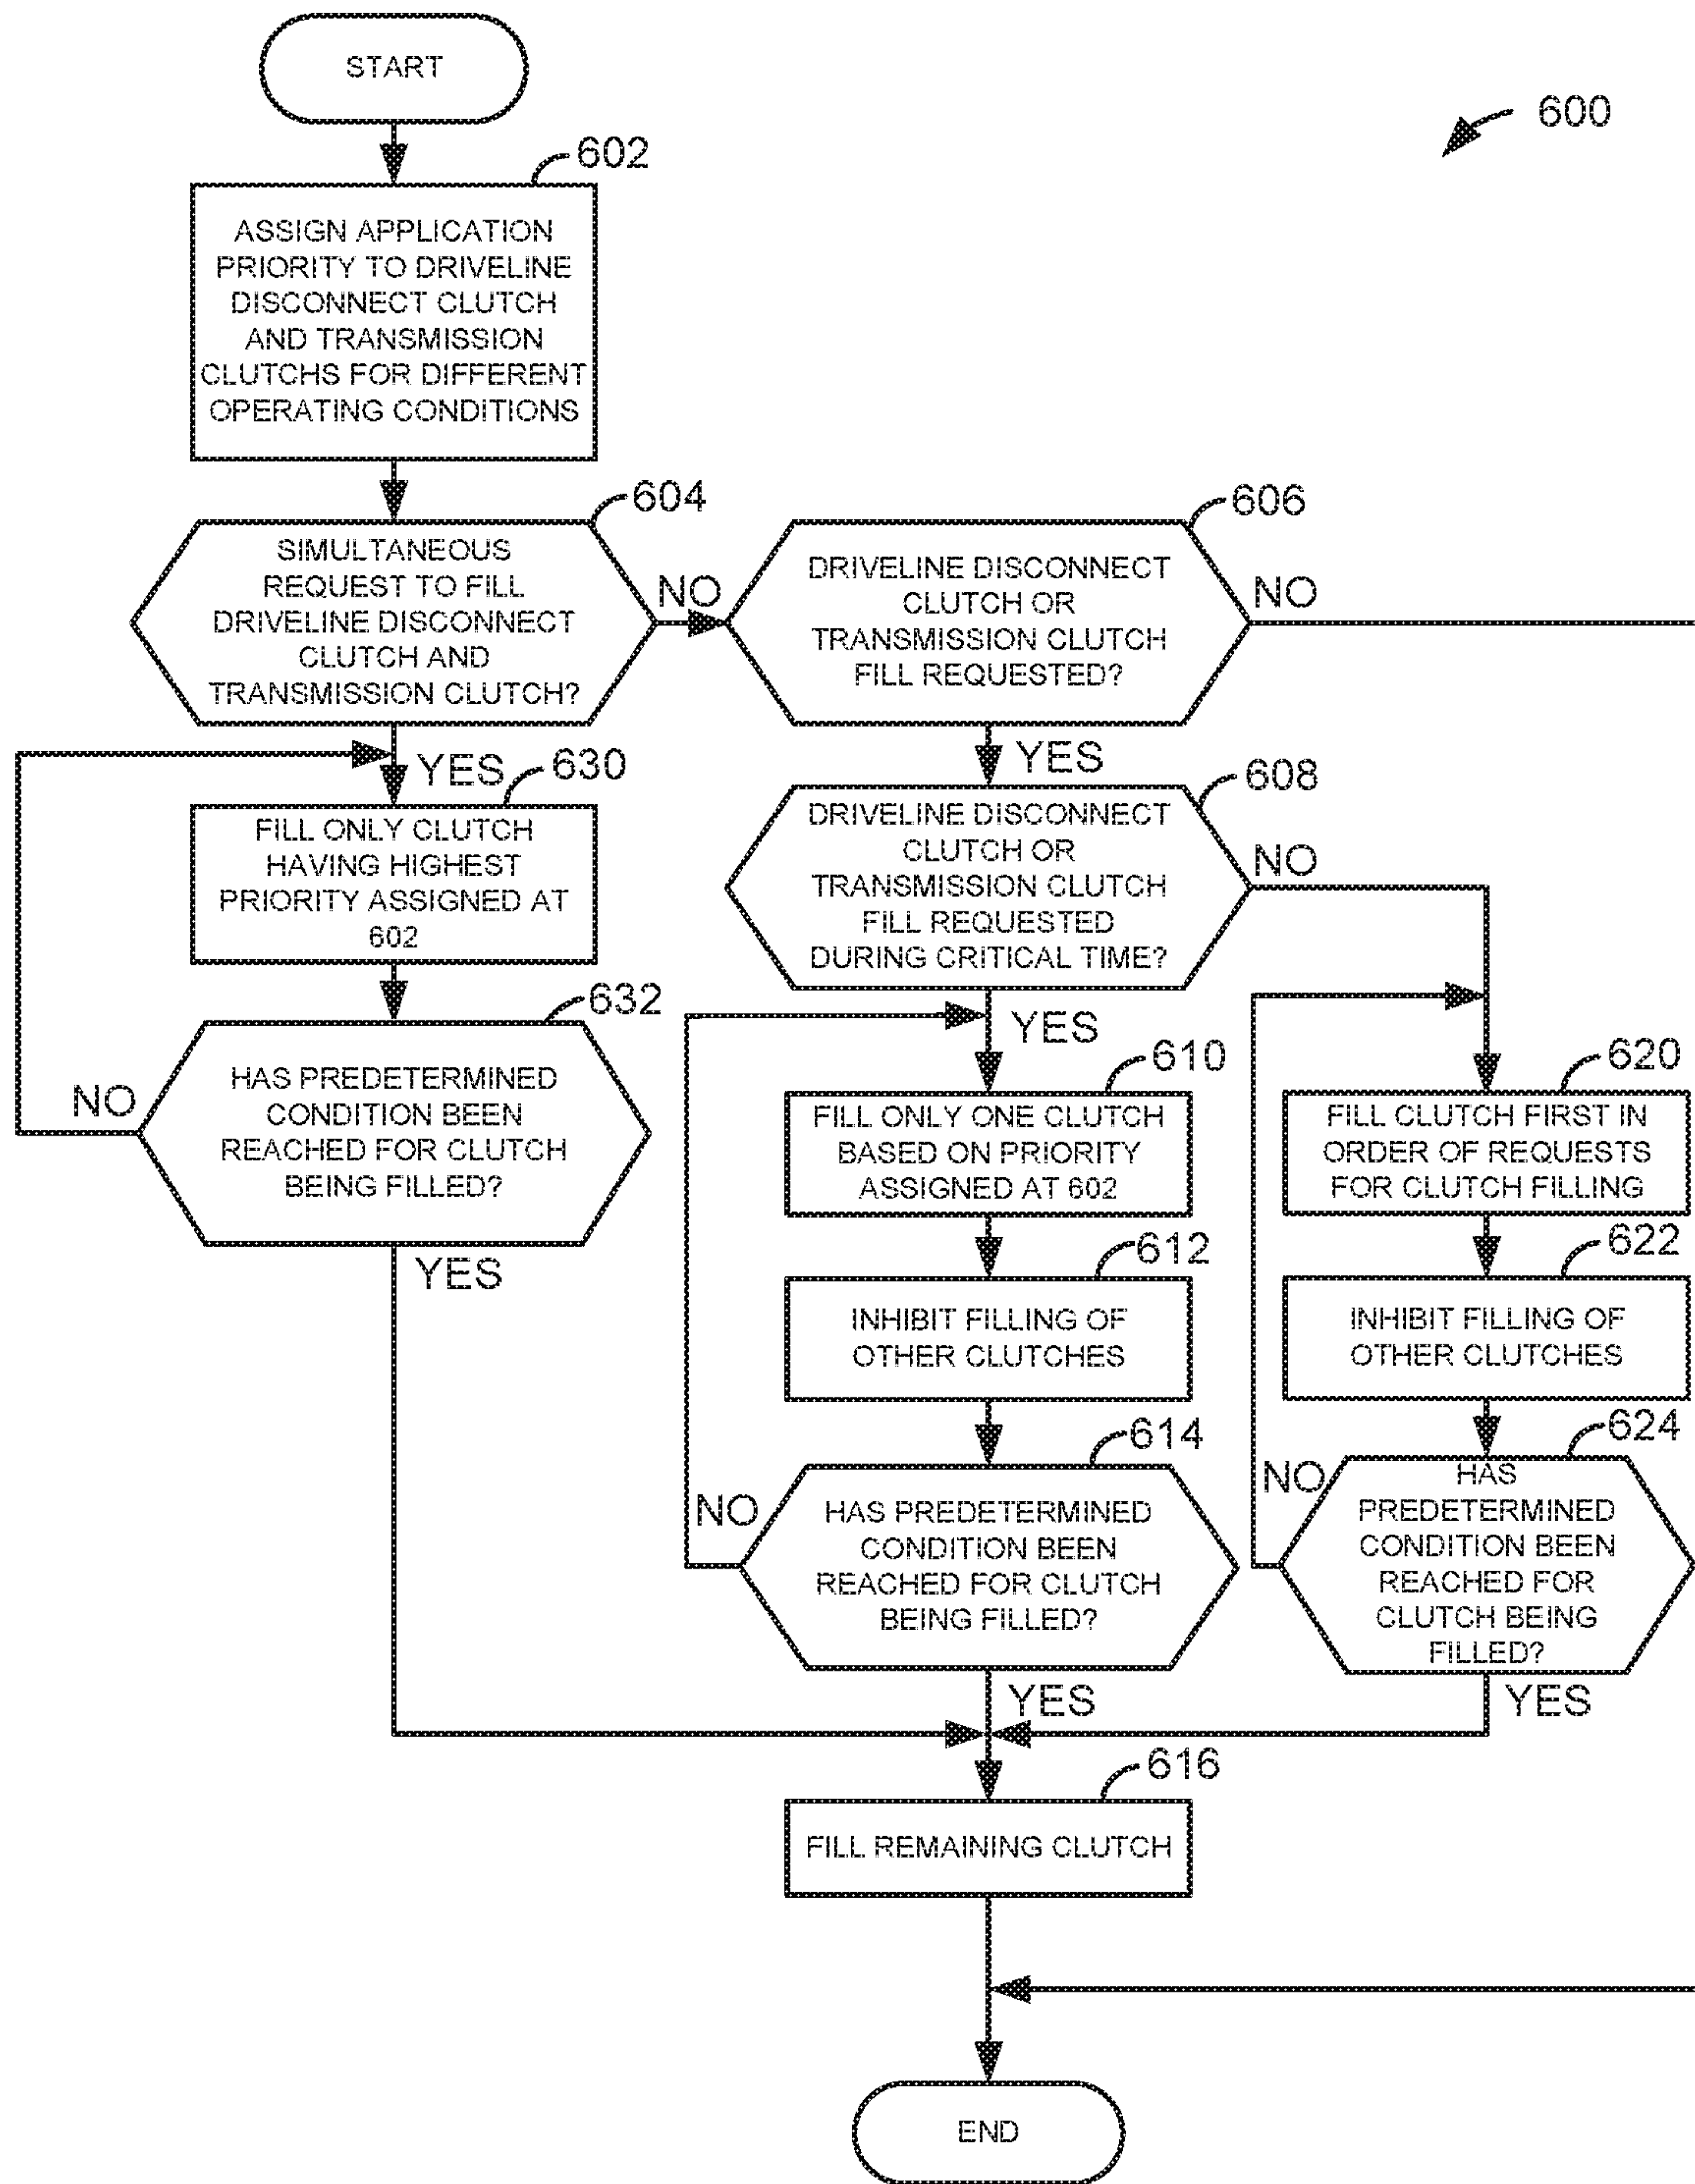 START
600
602
ASSIGN APPLICATION
PRIORITY TO DRIVELINE
DISCONNECT CLUTCH
AND TRANSMISSION
CLUTCHS FOR DIFFERENT
OPERATING CONDITIONS
604
SIMULTANEOUS
REQUEST TO FILL
DRIVELINE DISCONNECT
CLUTCH AND
TRANSMISSION CLUTCH?
NO
606
DRIVELINE DISCONNECT
CLUTCH OR
TRANSMISSION CLUTCH
FILL REQUESTED?
NO
YES
630
FILL ONLY CLUTCH
HAVING HIGHEST
PRIORITY ASSIGNED AT
602
YES
608
DRIVELINE DISCONNECT
CLUTCH OR
TRANSMISSION CLUTCH
FILL REQUESTED
DURING CRITICAL TIME?
NO
632
HAS PREDETERMINED
CONDITION BEEN
REACHED FOR CLUTCH
BEING FILLED?
NO
YES
YES
610
FILL ONLY ONE CLUTCH
BASED ON PRIORITY
ASSIGNED AT 602
620
FILL CLUTCH FIRST IN
ORDER OF REQUESTS
FOR CLUTCH FILLING
612
INHIBIT FILLING OF
OTHER CLUTCHES
622
INHIBIT FILLING OF
OTHER CLUTCHES
614
HAS PREDETERMINED
CONDITION BEEN
REACHED FOR CLUTCH
BEING FILLED?
NO
YES
624
HAS
PREDETERMINED
CONDITION BEEN
REACHED FOR
CLUTCH BEING
FILLED?
NO
YES
616
FILL REMAINING CLUTCH
END